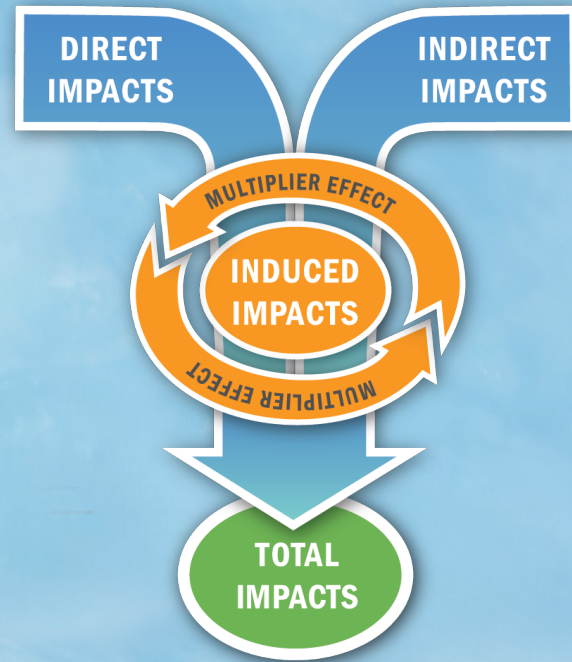 DIRECT
IMPACTS
INDIRECT
IMPACTS
MULTIPLIER EFFECT
INDUCED
IMPACTS
MULTIPLIER EFFECT
TOTAL
IMPACTS